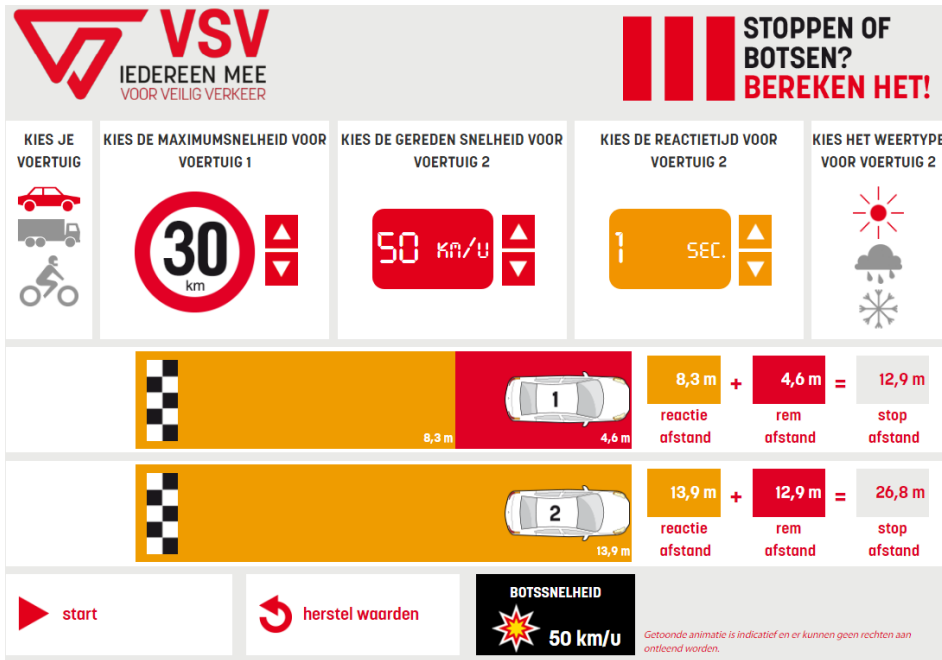 VSV
IEDEREEN MEE
VOOR VEILIG VERKEER
STOPPEN OF
BOTSEN?
BEREKEN HET!
KIES JE
VOERTUIG
KIES DE MAXIMUMSNELHEID VOOR
VOERTUIG 1
30
km
KIES DE GEREDEN SNELHEID VOOR
VOERTUIG 2
50 KM/U
KIES DE REACTIETIJD VOOR
VOERTUIG 2
1 SEC.
KIES HET WEERTYPE
VOOR VOERTUIG 2
1
8,3 m
4,6 m
8,3 m + 4,6 m = 12,9 m
reactie afstand
rem afstand
stop afstand
2
13,9 m
13,9 m + 12,9 m = 26,8 m
reactie afstand
rem afstand
stop afstand
start
herstel waarden
BOTSSNELHEID
50 km/u
Getoonde animatie is indicatief en er kunnen geen rechten aan
ontleend worden.